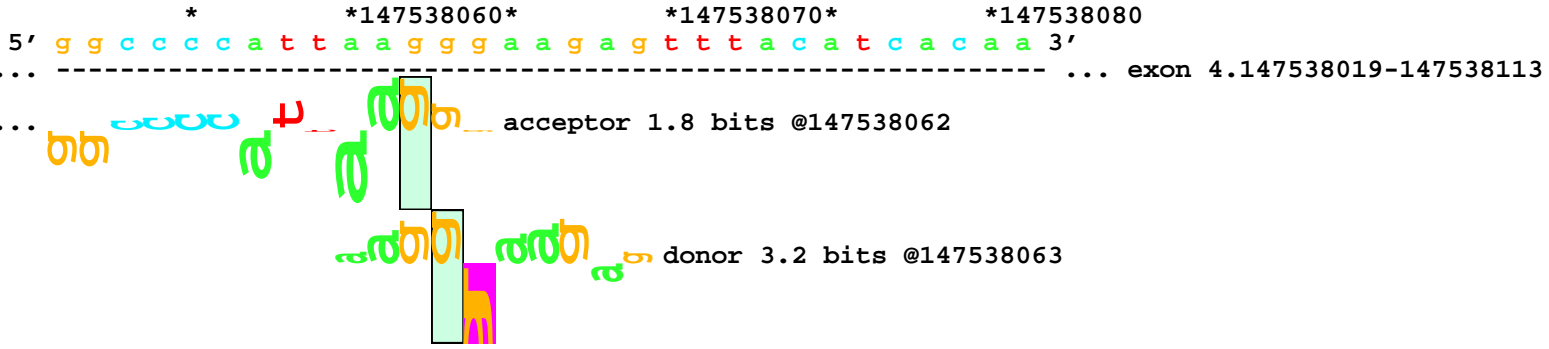 * *147538060* *147538070* *147538080
5′ g g c c c c a t t a a g g g a a g a g t t t a c a t c a c a a 3′
... ------------------------------------------------------------- ... exon 4.147538019-147538113
... g g c c c c a t t a a g g g acceptor 1.8 bits @147538062
a a g g g a a g a g donor 3.2 bits @147538063